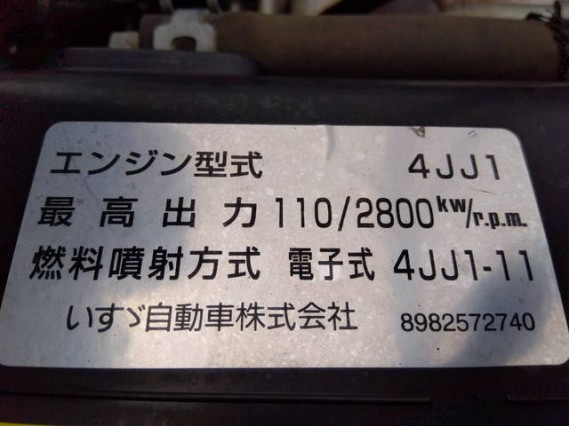 エンジン型式 4JJ1
最高出力 110/2800kw/r.p.m.
燃料噴射方式 電子式 4JJ1-11
いすゞ自動車株式会社 8982572740